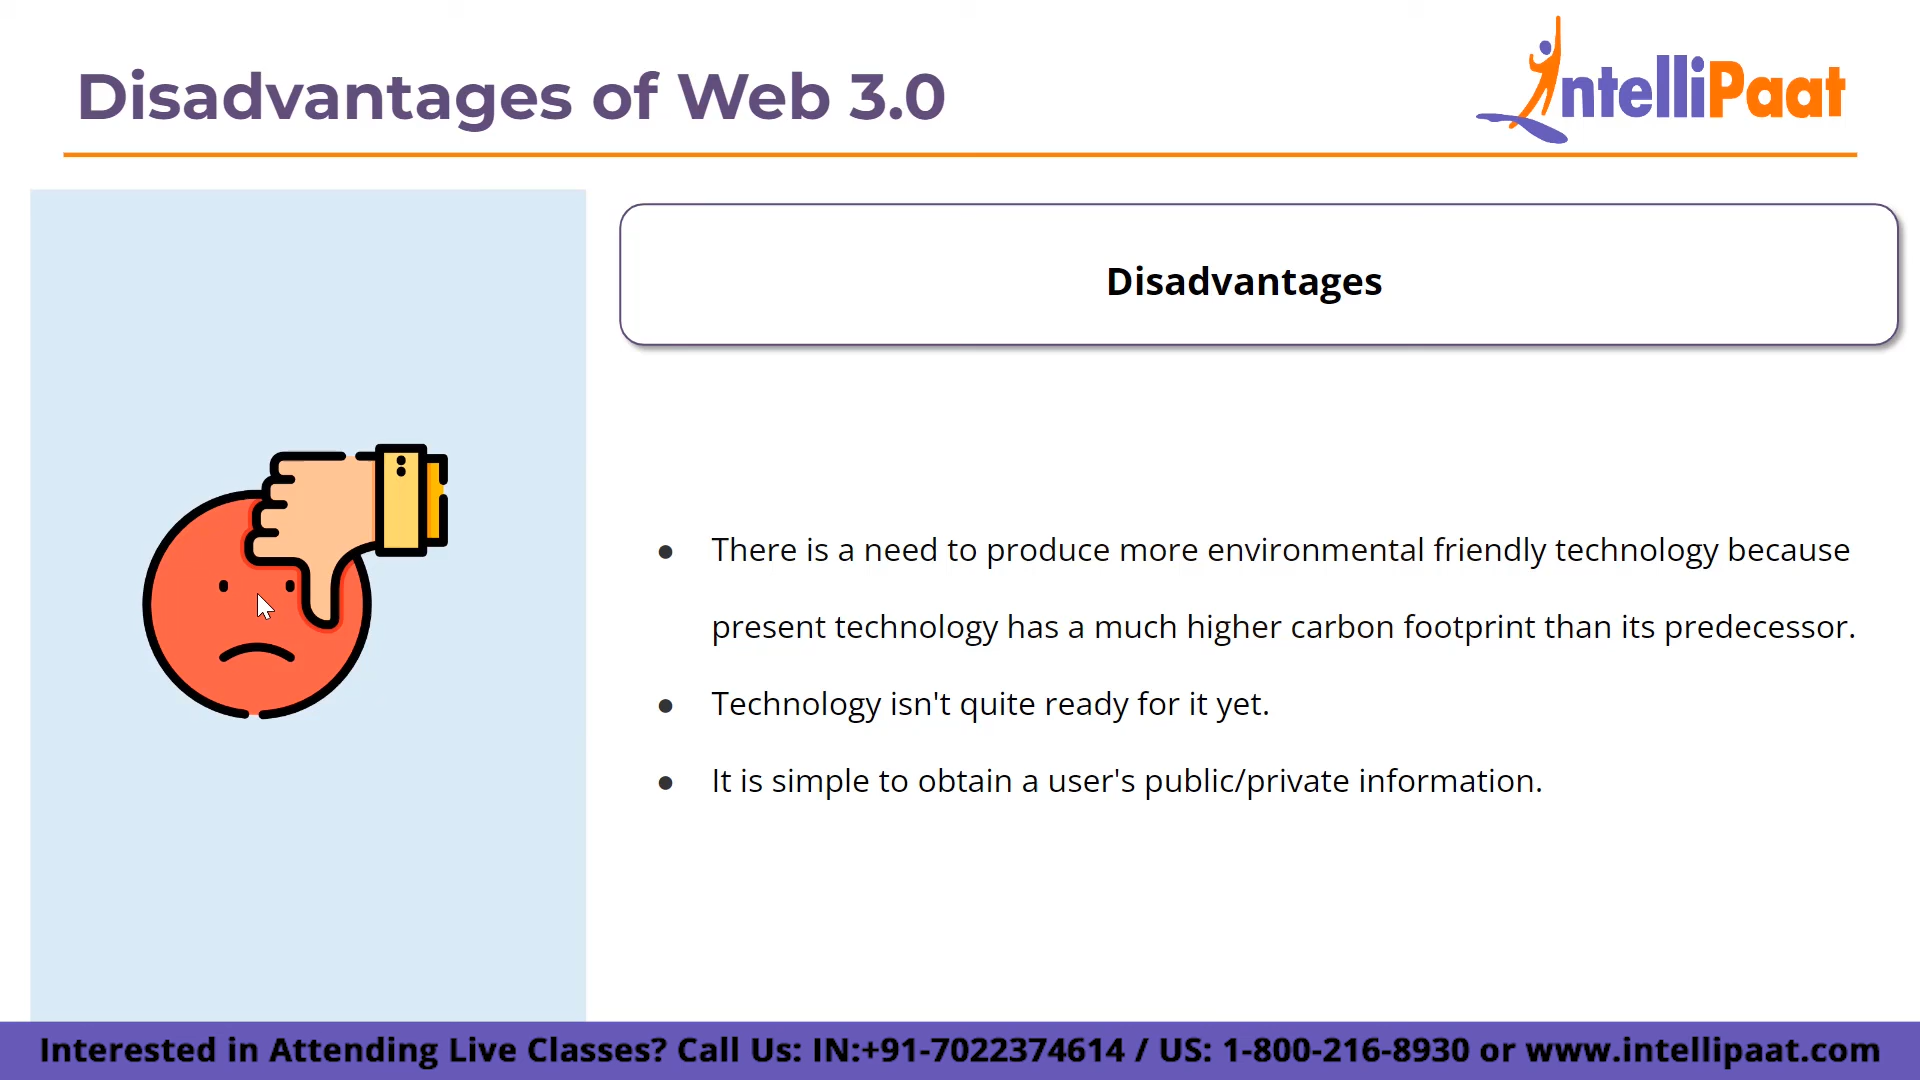 Disadvantages of Web 3.0
IntelliPaat
Disadvantages
● There is a need to produce more environmental friendly technology because
present technology has a much higher carbon footprint than its predecessor.
● Technology isn't quite ready for it yet.
● It is simple to obtain a user's public/private information.
Interested in Attending Live Classes? Call Us: IN:+91-7022374614 / US: 1-800-216-8930 or www.intellipaat.com